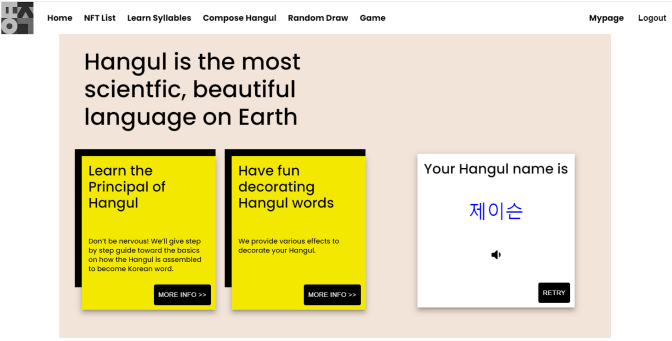 Home NFT List Learn Syllables Compose Hangul Random Draw Game Mypage Logout
Hangul is the most
scientfic, beautiful
language on Earth
Learn the
Principal of
Hangul
Don't be nervous! We'll give step
by step guide toward the basics
on how the Hangul is assembled
to become Korean word.
MORE INFO >>
Have fun
decorating
Hangul words
We provide various effects to
decorate your Hangul.
MORE INFO >>
Your Hangul name is
제이슨
RETRY